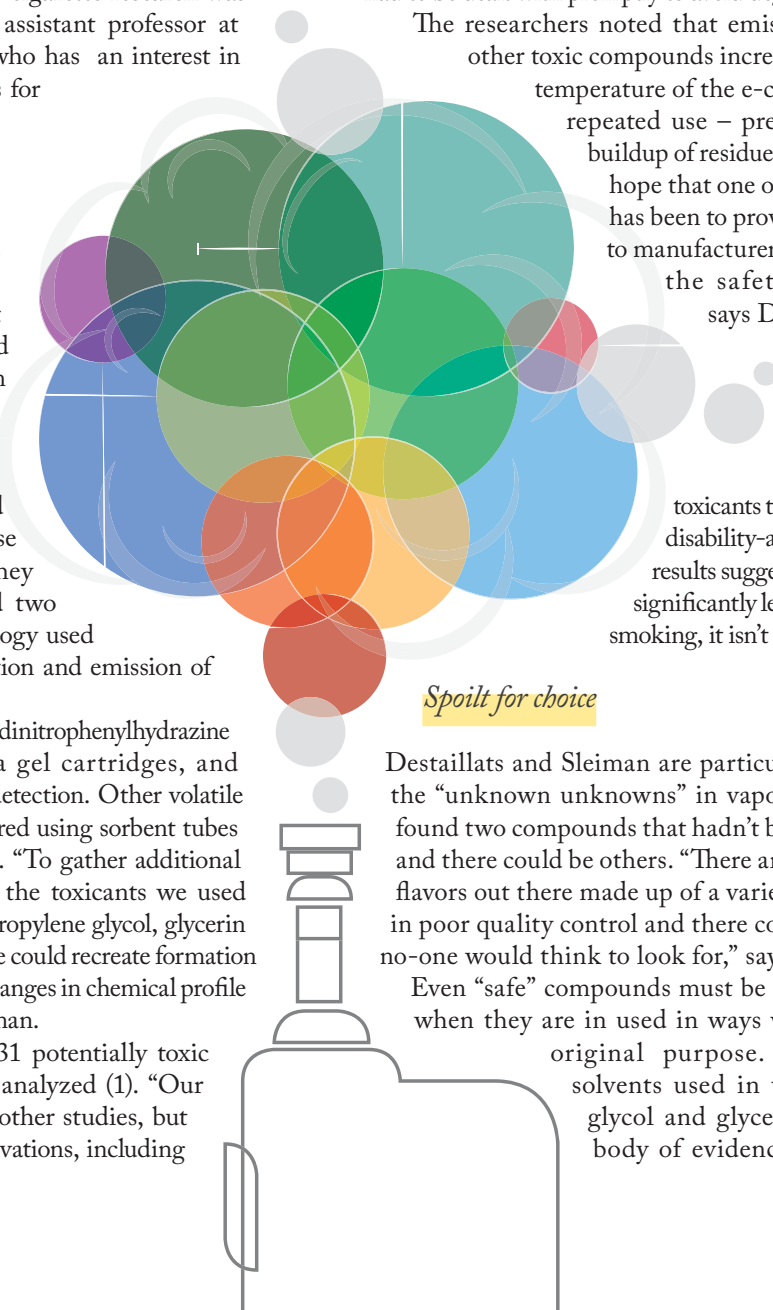 assistant professor at
who has an interest in
for
d
n
d
se
hey
d two
ogy used
ion and emission of
dinitrophenylhydrazine
a gel cartridges, and
detection. Other volatile
red using sorbent tubes
. “To gather additional
the toxicants we used
ropylene glycol, glycerin
e could recreate formation
anges in chemical profile
nan.
31 potentially toxic
analyzed (1). “Our
other studies, but
vations, including
The researchers noted that emis
other toxic compounds incre
temperature of the e-c
repeated use – pre
buildup of residue
hope that one o
has been to prov
to manufacturer
the safet
says D
toxicants t
disability-a
results sugge
significantly le
smoking, it isn’t
Spoilt for choice
Destaillats and Sleiman are particu
the “unknown unknowns” in vapo
found two compounds that hadn’t b
and there could be others. “There ar
flavors out there made up of a varie
in poor quality control and there co
no-one would think to look for,” say
Even “safe” compounds must be
when they are in used in ways
original purpose.
solvents used in
glycol and glyce
body of evidenc